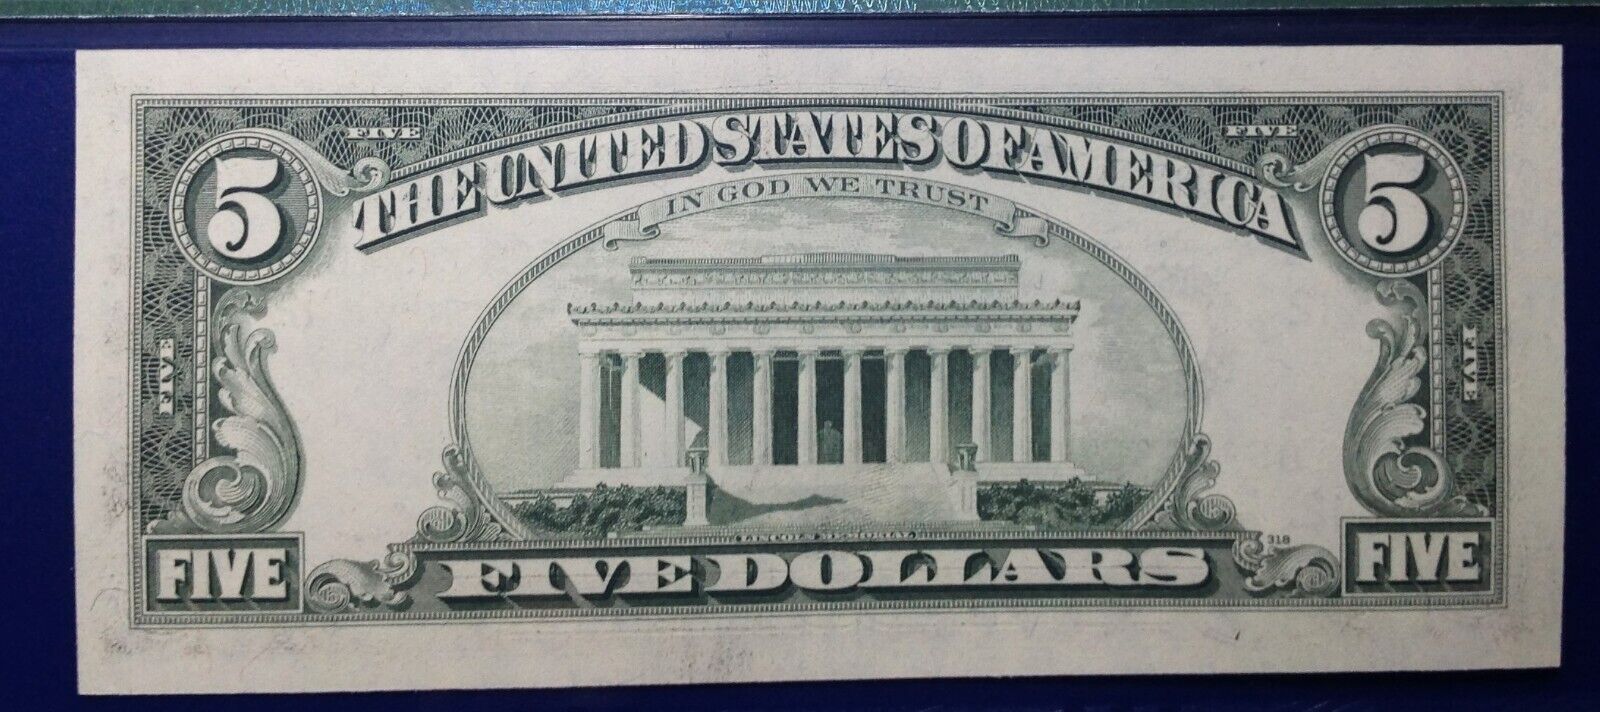 FIVE FIVE
5 THE UNITED STATES OF AMERICA 5
IN GOD WE TRUST
FIVE FIVE
LINCOLN MEMORIAL
318
FIVE FIVE DOLLARS FIVE